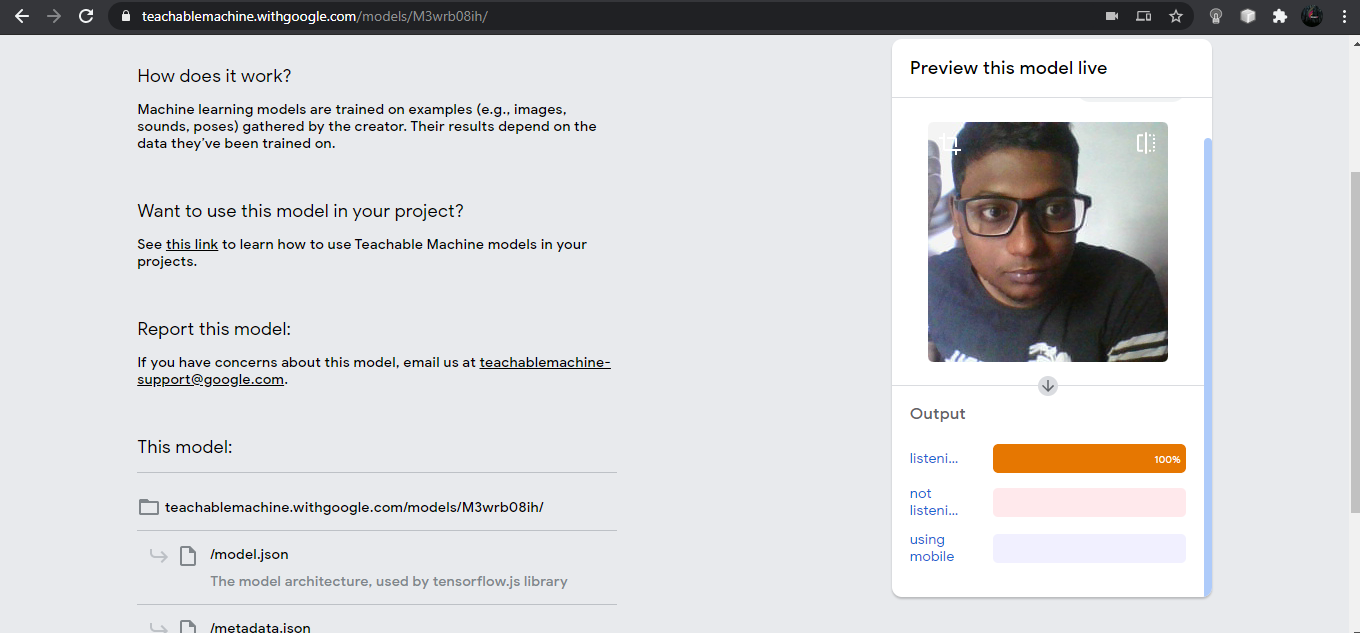 teachablemachine.withgoogle.com/models/M3wrb08ih/
How does it work?
Machine learning models are trained on examples (e.g., images,
sounds, poses) gathered by the creator. Their results depend on the
data they’ve been trained on.
Want to use this model in your project?
See this link to learn how to use Teachable Machine models in your
projects.
Report this model:
If you have concerns about this model, email us at teachablemachine-
support@google.com.
This model:
teachablemachine.withgoogle.com/models/M3wrb08ih/
/model.json
The model architecture, used by tensorflow.js library
/metadata.json
Preview this model live
Output
listeni...
100%
not
listeni...
using
mobile